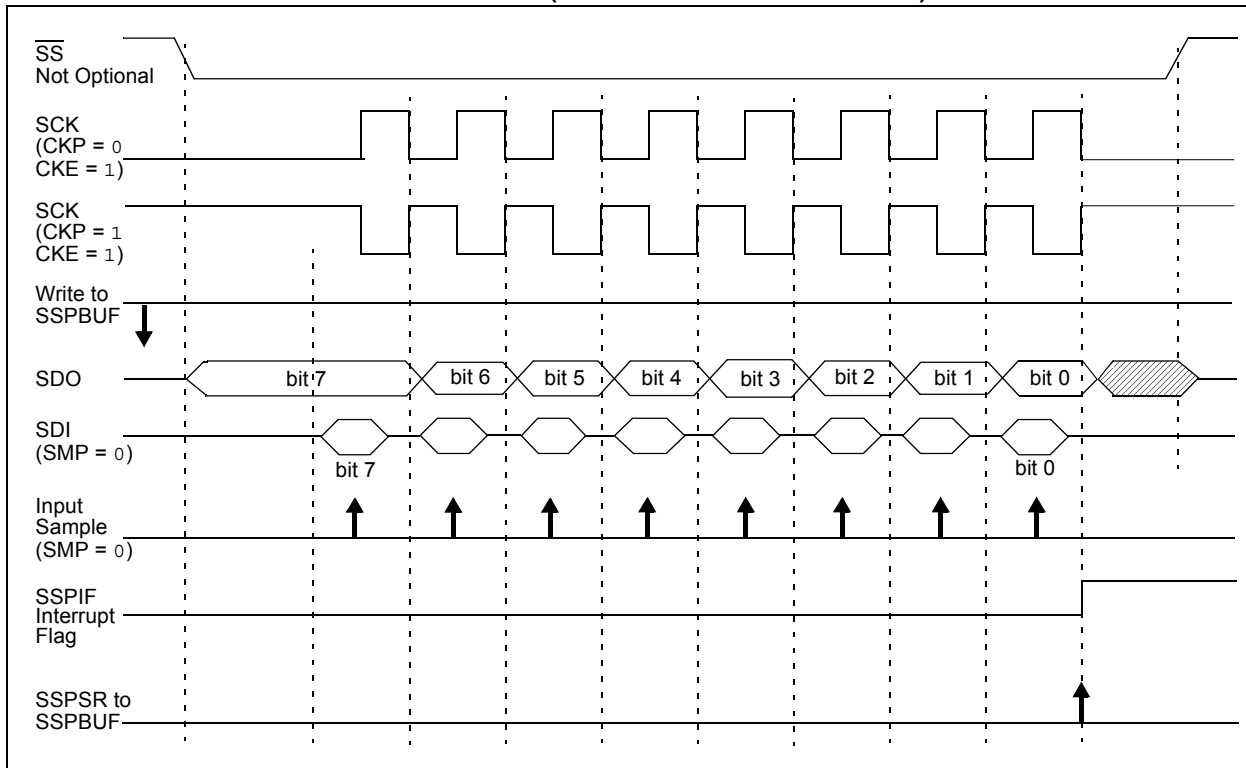 SS
Not Optional
SCK
(CKP = 0
CKE = 1)
SCK
(CKP = 1
CKE = 1)
Write to
SSPBUF
SDO
bit 7 bit 6 bit 5 bit 4 bit 3 bit 2 bit 1 bit 0
SDI
(SMP = 0)
bit 7 bit 0
Input
Sample
(SMP = 0)
SSPIF
Interrupt
Flag
SSPSR to
SSPBUF